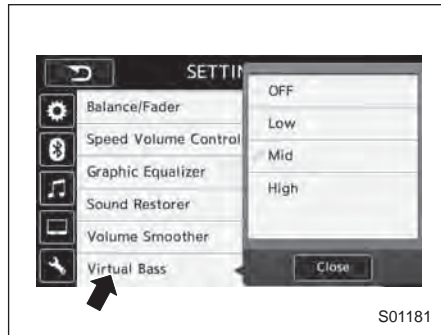 SETTIN
Balance/Fader
Speed Volume Control
Graphic Equalizer
Sound Restorer
Volume Smoother
Virtual Bass
OFF
Low
Mid
High
Close
S01181